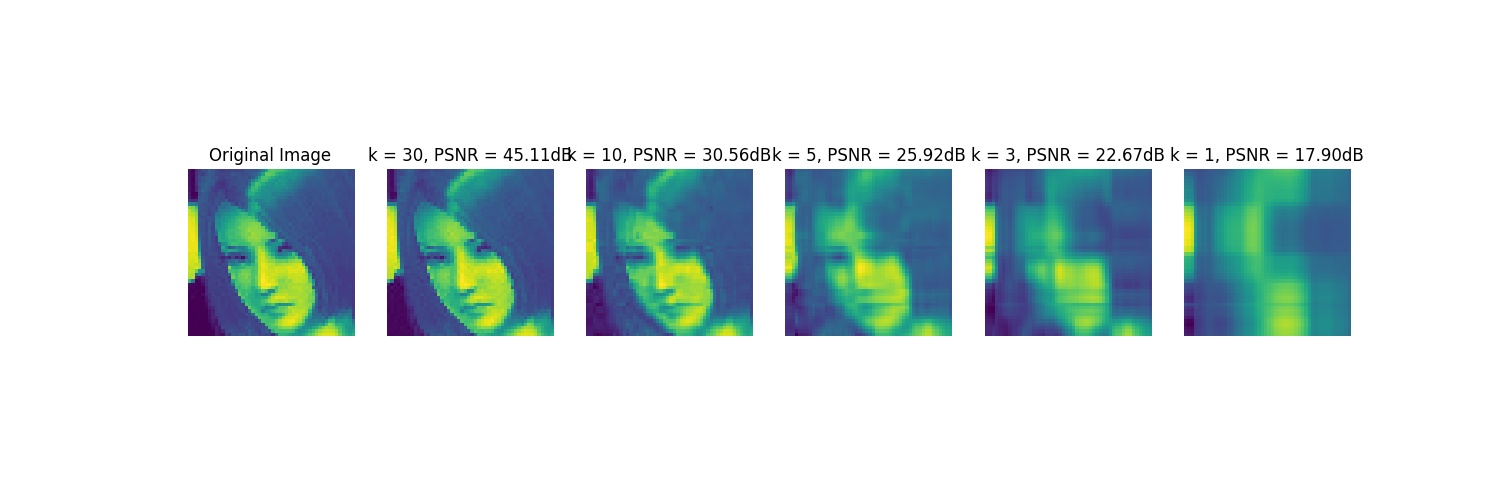 Original Image
k = 30, PSNR = 45.11dB
k = 10, PSNR = 30.56dB
k = 5, PSNR = 25.92dB
k = 3, PSNR = 22.67dB
k = 1, PSNR = 17.90dB